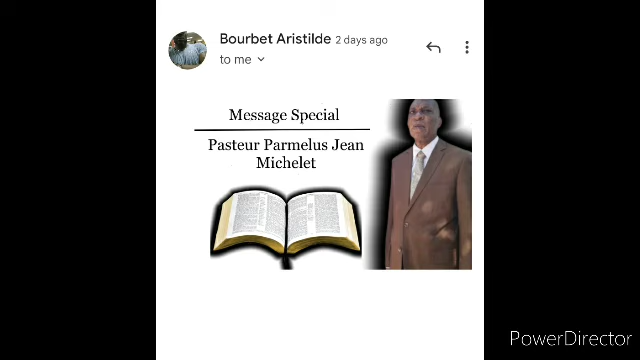 Bourbet Aristilde 2 days ago
to me
Message Special
Pasteur Parmelus Jean
Michelet
PowerDirector